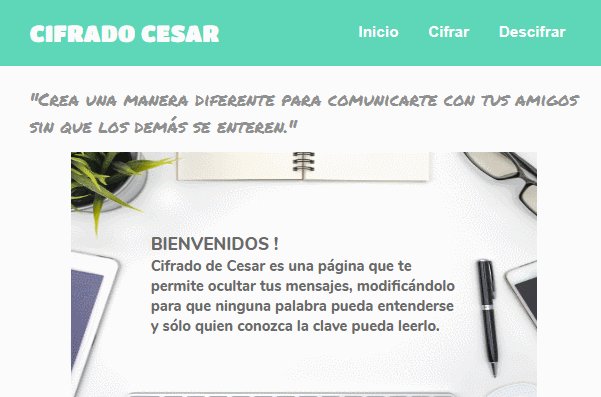 CIFRADO CESAR
Inicio Cifrar Descifrar
"Crea una manera diferente para comunicarte con tus amigos
sin que los demás se enteren."
BIENVENIDOS !
Cifrado de Cesar es una página que te
permite ocultar tus mensajes, modificándolo
para que ninguna palabra pueda entenderse
y sólo quien conozca la clave pueda leerlo.